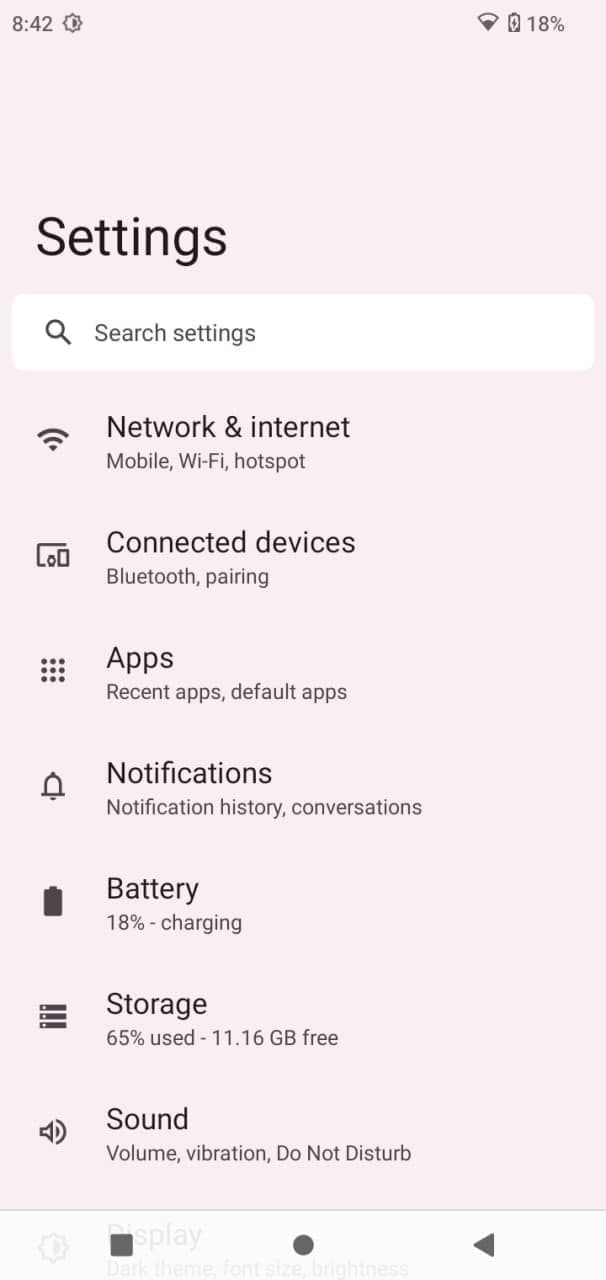 8:42 18%
Settings
Search settings
Network & internet
Mobile, Wi-Fi, hotspot
Connected devices
Bluetooth, pairing
Apps
Recent apps, default apps
Notifications
Notification history, conversations
Battery
18% - charging
Storage
65% used - 11.16 GB free
Sound
Volume, vibration, Do Not Disturb
Display
Dark theme, font size, brightness